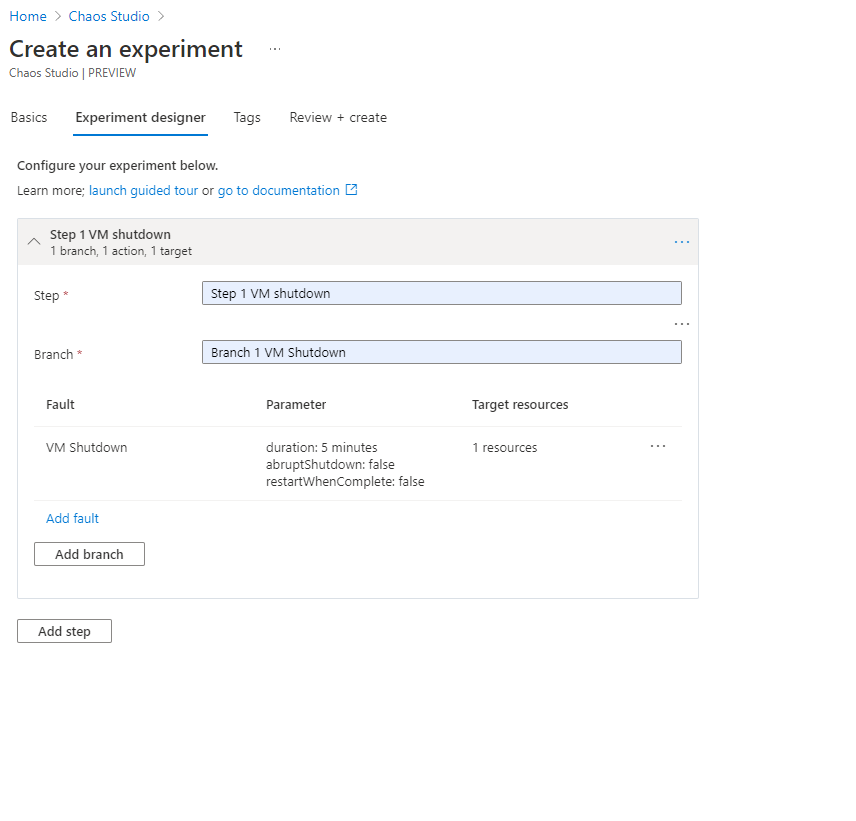 Home > Chaos Studio >
Create an experiment ...
Chaos Studio | PREVIEW
Basics Experiment designer Tags Review + create
Configure your experiment below.
Learn more; launch guided tour or go to documentation
Step 1 VM shutdown
1 branch, 1 action, 1 target
...
Step * Step 1 VM shutdown
...
Branch * Branch 1 VM Shutdown
Fault Parameter Target resources
VM Shutdown duration: 5 minutes 1 resources ...
abruptShutdown: false
restartWhenComplete: false
Add fault
Add branch
Add step